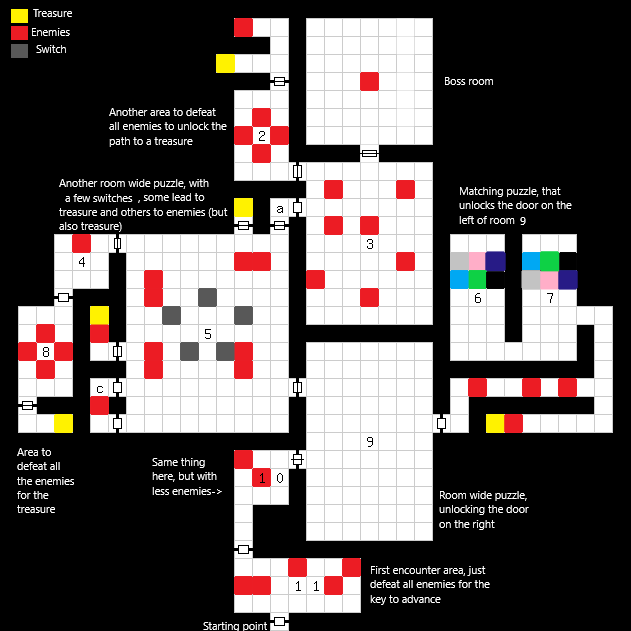 Treasure
Enemies
Switch
Boss room
Another area to defeat
all enemies to unlock the
path to a treasure
2
Another room wide puzzle, with
a few switches , some lead to
treasure and others to enemies (but
also treasure)
a
3
Matching puzzle, that
unlocks the door on the
left of room 9
4
6
7
5
8
c
9
Area to
defeat all
the enemies
for the
treasure
Same thing
here, but with
less enemies->
1 0
Room wide puzzle,
unlocking the door
on the right
First encounter area, just
defeat all enemies for the
key to advance
1 1
Starting point